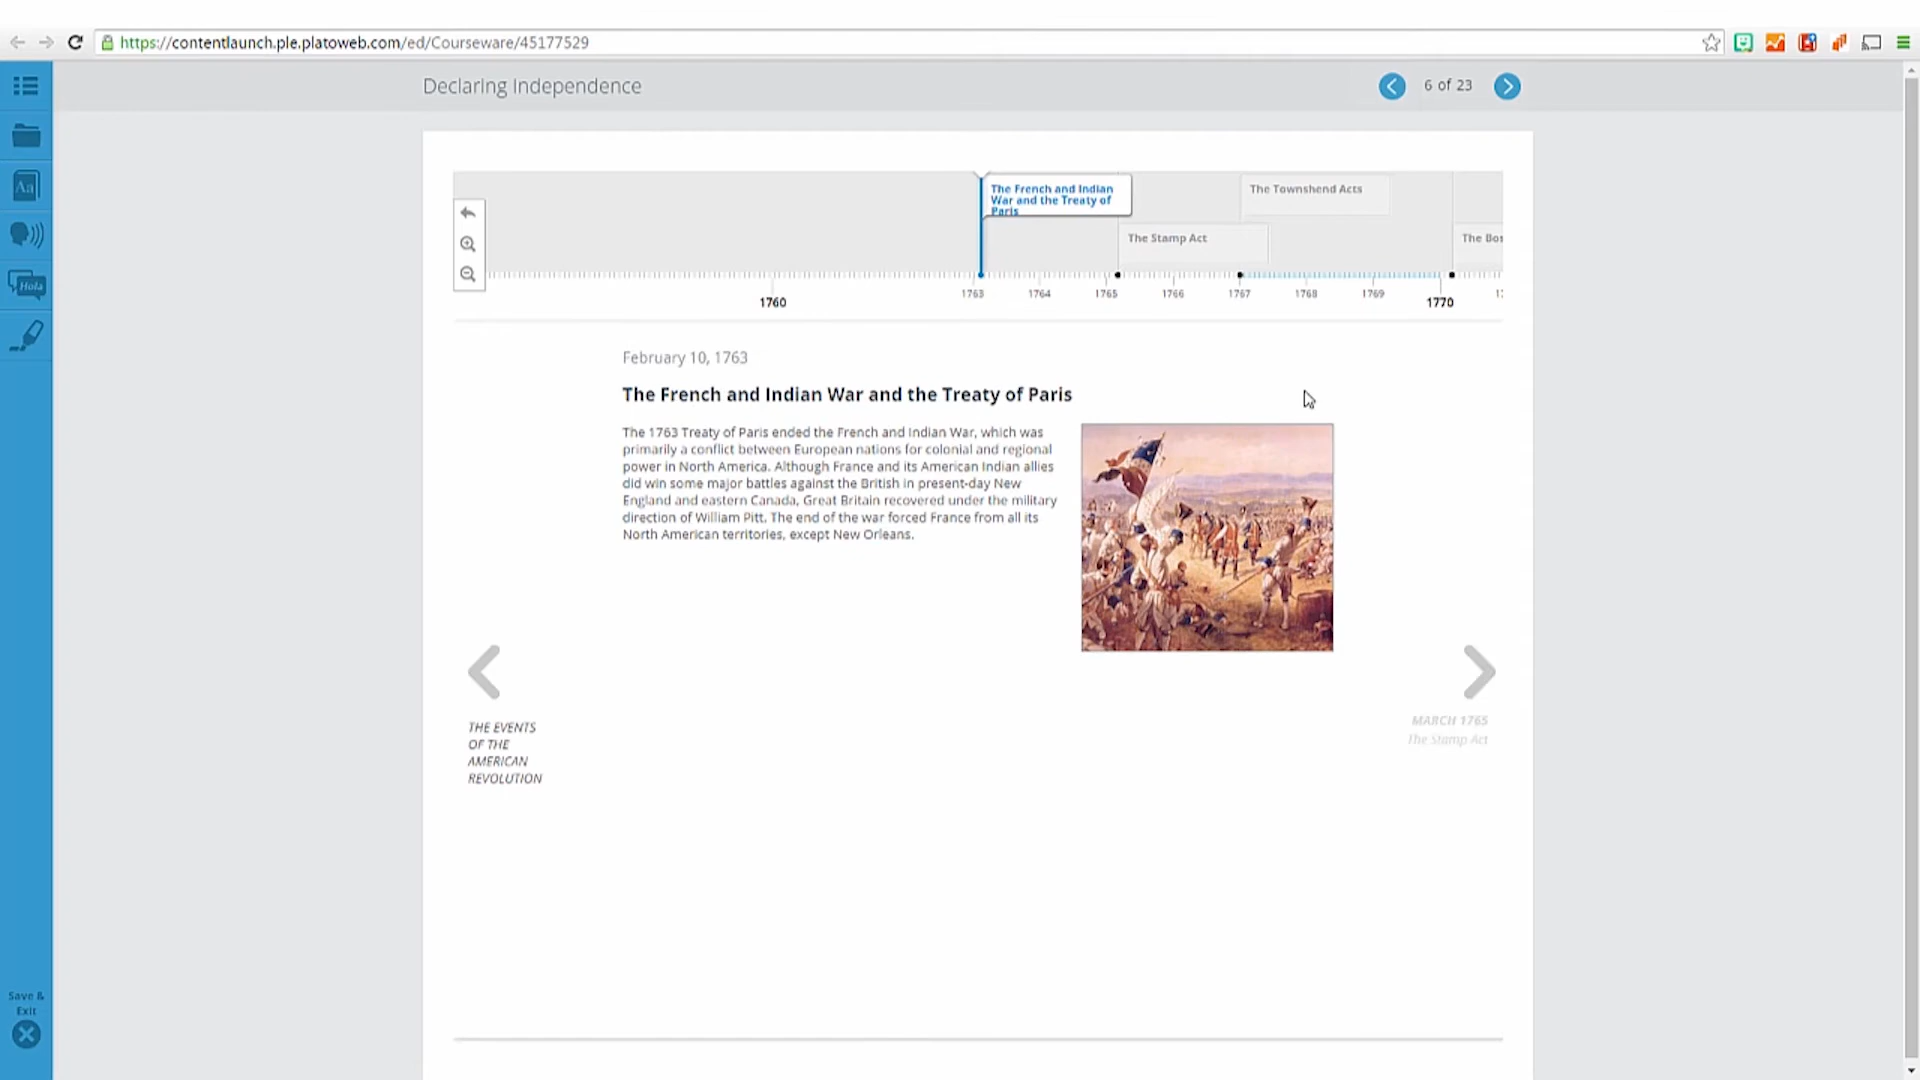 https://contentlaunch.ple.platoweb.com/ed/Courseware/45177529
Declaring Independence
6 of 23
Aa
Hola
The French and Indian
War and the Treaty of
Paris
The Townshend Acts
The Stamp Act
The Bos
1763
1764
1765
1766
1767
1768
1769
1760
1770
February 10, 1763
The French and Indian War and the Treaty of Paris
The 1763 Treaty of Paris ended the French and Indian War, which was
primarily a conflict between European nations for colonial and regional
power in North America. Although France and its American Indian allies
did win some major battles against the British in present-day New
England and eastern Canada, Great Britain recovered under the military
direction of William Pitt. The end of the war forced France from all its
North American territories, except New Orleans.
THE EVENTS
OF THE
AMERICAN
REVOLUTION
MARCH 1765
The Stamp Act
Save &
Exit